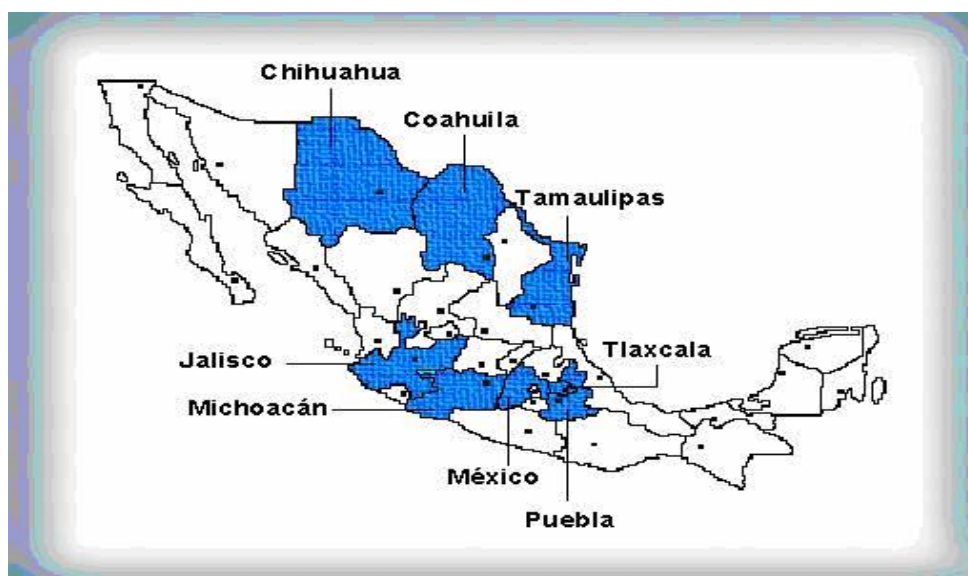 Chihuahua
Coahuila
Tamaulipas
Tlaxcala
Jalisco
Michoacán
México
Puebla